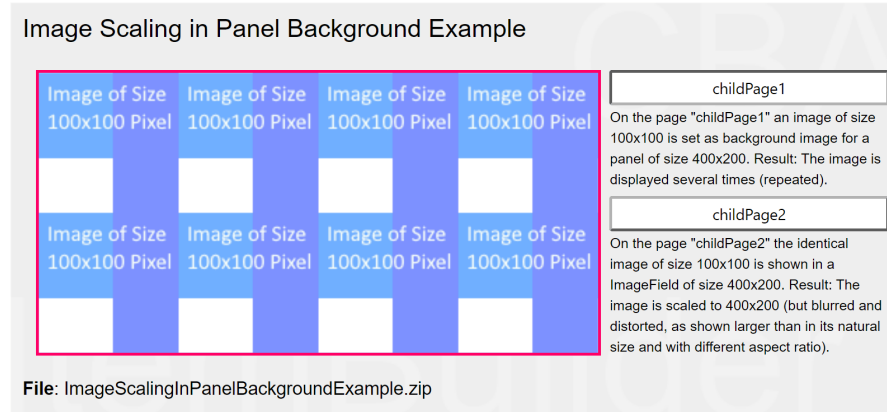 Image Scaling in Panel Background Example
Image of Size Image of Size Image of Size Image of Size
100x100 Pixel 100x100 Pixel 100x100 Pixel 100x100 Pixel
Image of Size Image of Size Image of Size Image of Size
100x100 Pixel 100x100 Pixel 100x100 Pixel 100x100 Pixel
childPage1
On the page "childPage1" an image of size
100x100 is set as background image for a
panel of size 400x200. Result: The image is
displayed several times (repeated).
childPage2
On the page "childPage2" the identical
image of size 100x100 is shown in a
ImageField of size 400x200. Result: The
image is scaled to 400x200 (but blurred and
distorted, as shown larger than in its natural
size and with different aspect ratio).
File: ImageScalingInPanelBackgroundExample.zip